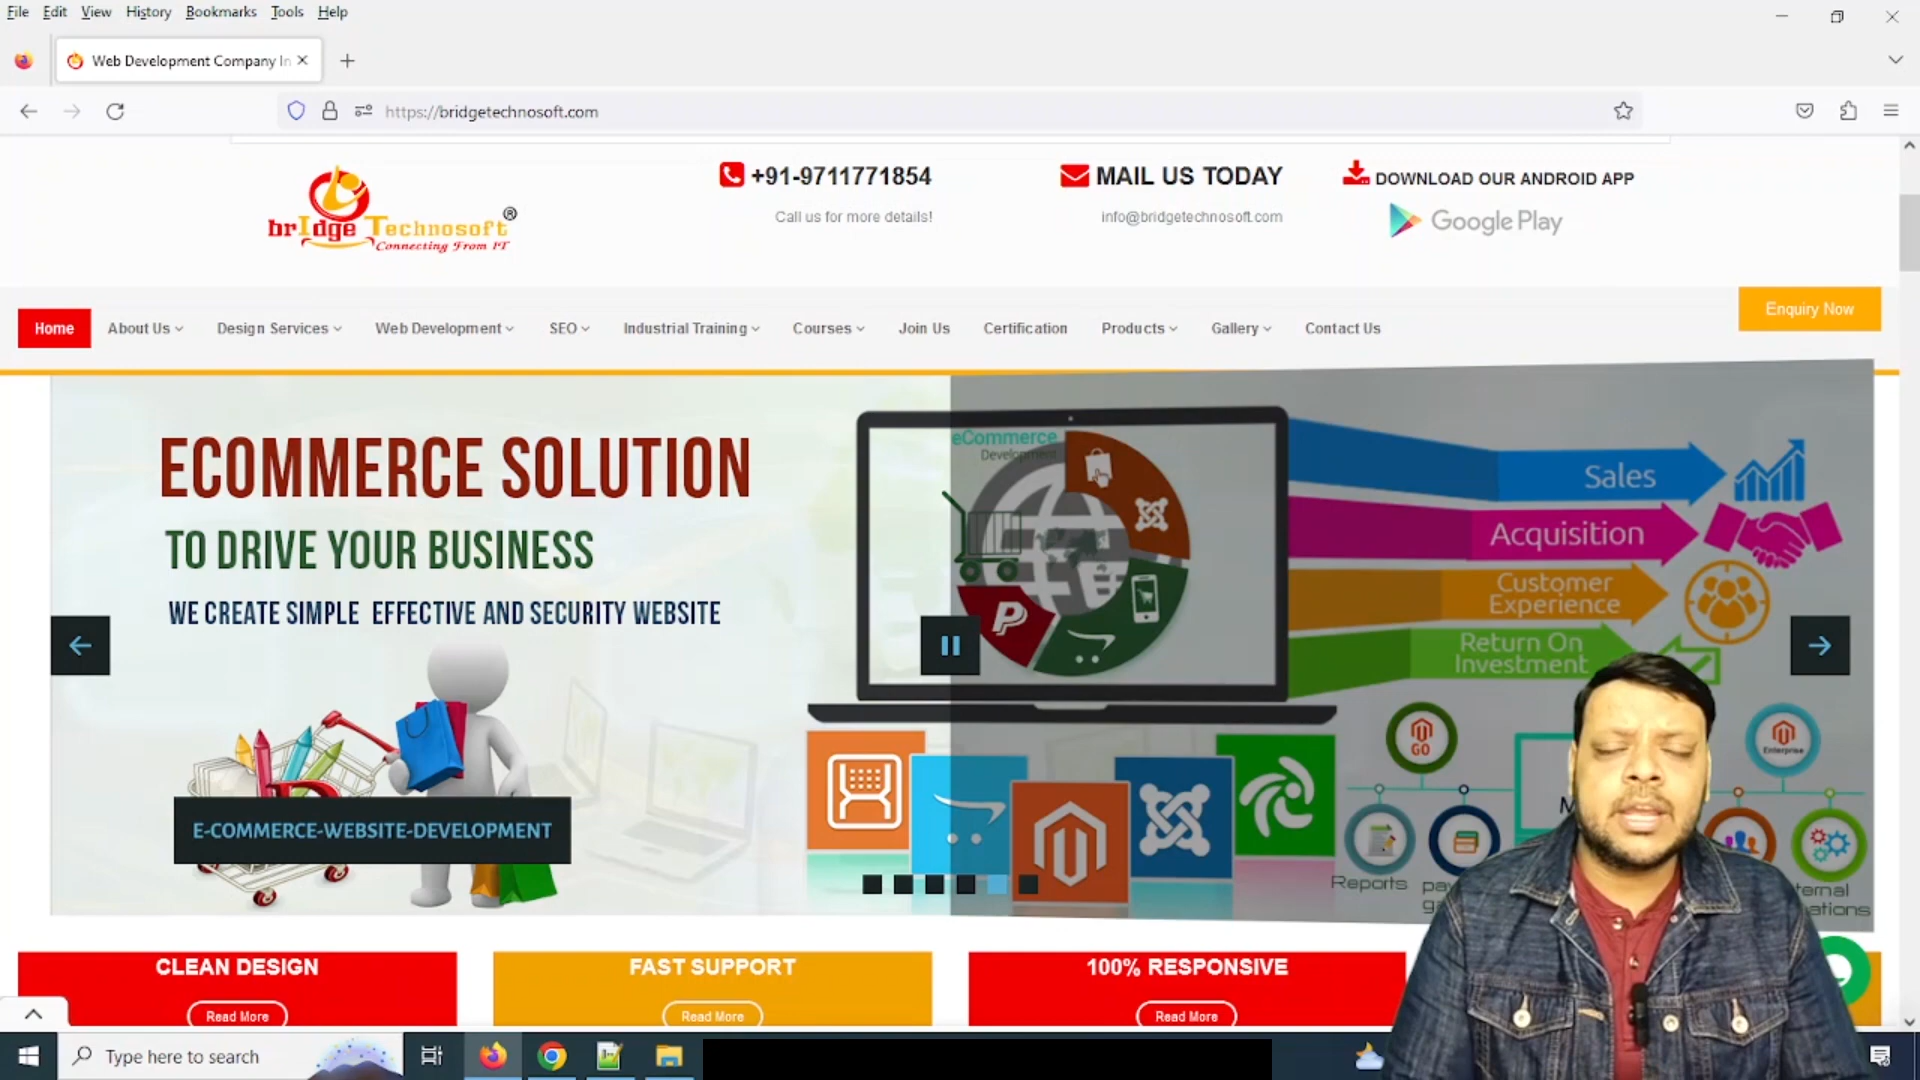 File Edit View History Bookmarks Tools Help
Web Development Company In
https://bridgetechnosoft.com
brIdge Technosoft®
Connecting From IT
+91-9711771854
Call us for more details!
MAIL US TODAY
info@bridgetechnosoft.com
DOWNLOAD OUR ANDROID APP
Google Play
Enquiry Now
Home About Us Design Services Web Development SEO Industrial Training Courses Join Us Certification Products Gallery Contact Us
ECOMMERCE SOLUTION
TO DRIVE YOUR BUSINESS
WE CREATE SIMPLE EFFECTIVE AND SECURITY WEBSITE
E-COMMERCE-WEBSITE-DEVELOPMENT
eCommerce
Development
Sales
Acquisition
Customer
Experience
Return On
Investment
GO
Enterprise
Reports
CLEAN DESIGN
Read More
FAST SUPPORT
Read More
100% RESPONSIVE
Read More
Type here to search